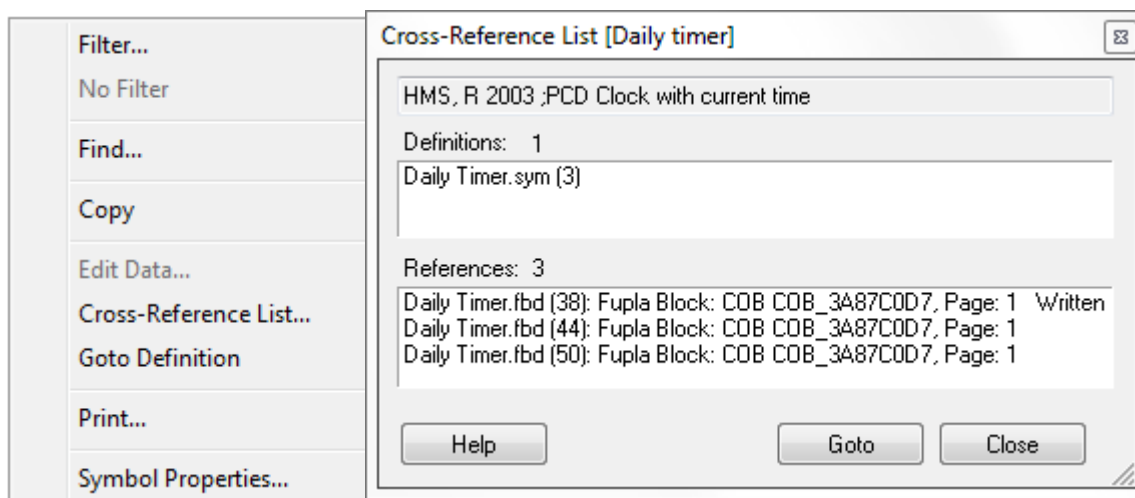 Filter...
No Filter
Find...
Copy
Edit Data...
Cross-Reference List...
Goto Definition
Print...
Symbol Properties...
Cross-Reference List [Daily timer]
HMS, R 2003 ;PCD Clock with current time
Definitions: 1
Daily Timer.sym (3)
References: 3
Daily Timer.fbd (38): Fupla Block: COB COB_3A87C0D7, Page: 1 Written
Daily Timer.fbd (44): Fupla Block: COB COB_3A87C0D7, Page: 1
Daily Timer.fbd (50): Fupla Block: COB COB_3A87C0D7, Page: 1
Help Goto Close